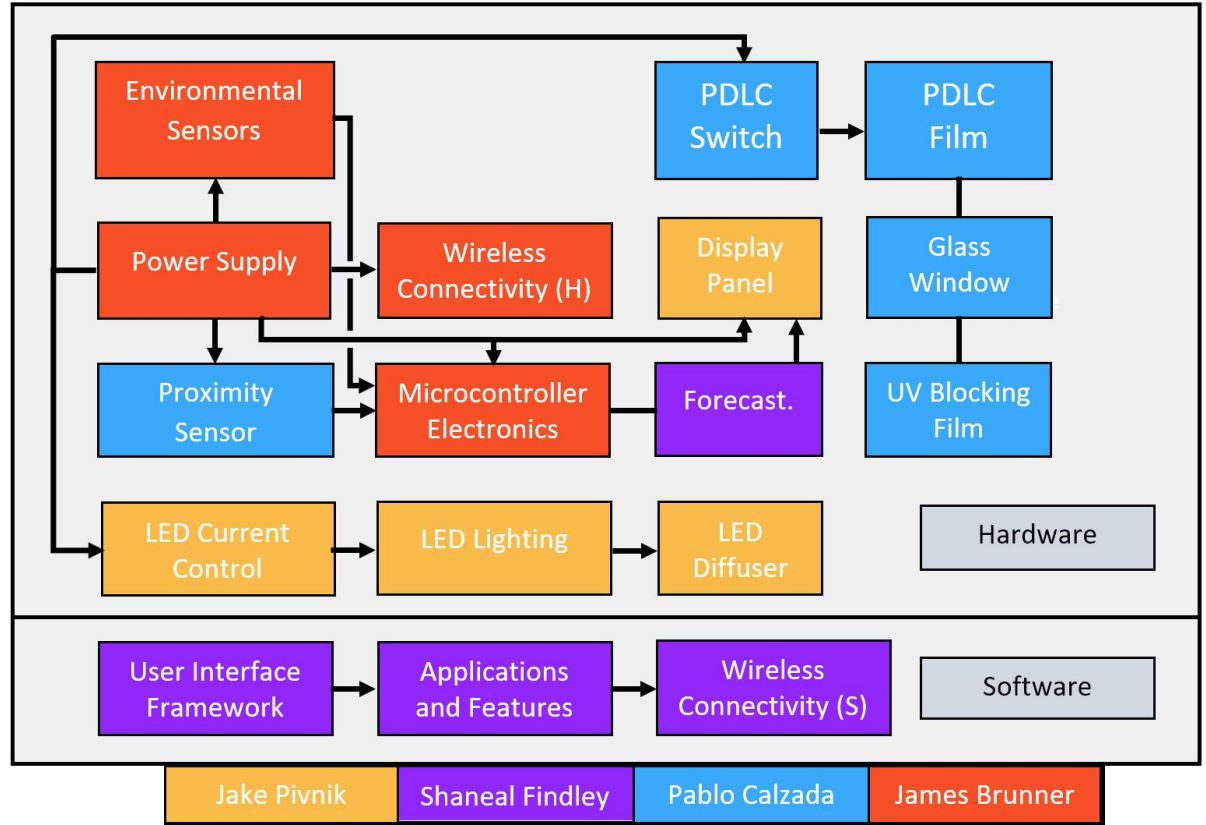 Environmental
Sensors
PDLC
Switch
PDLC
Film
Power Supply
Wireless
Connectivity (H)
Display
Panel
Glass
Window
e
Proximity
Sensor
Microcontroller
Electronics
Forecast.
UV Blocking
Film
LED Current
Control
LED Lighting
LED
Diffuser
Hardware
User Interface
Framework
Applications
and Features
Wireless
Connectivity (S)
Software
Jake Pivnik
Shaneal Findley
Pablo Calzada
James Brunner